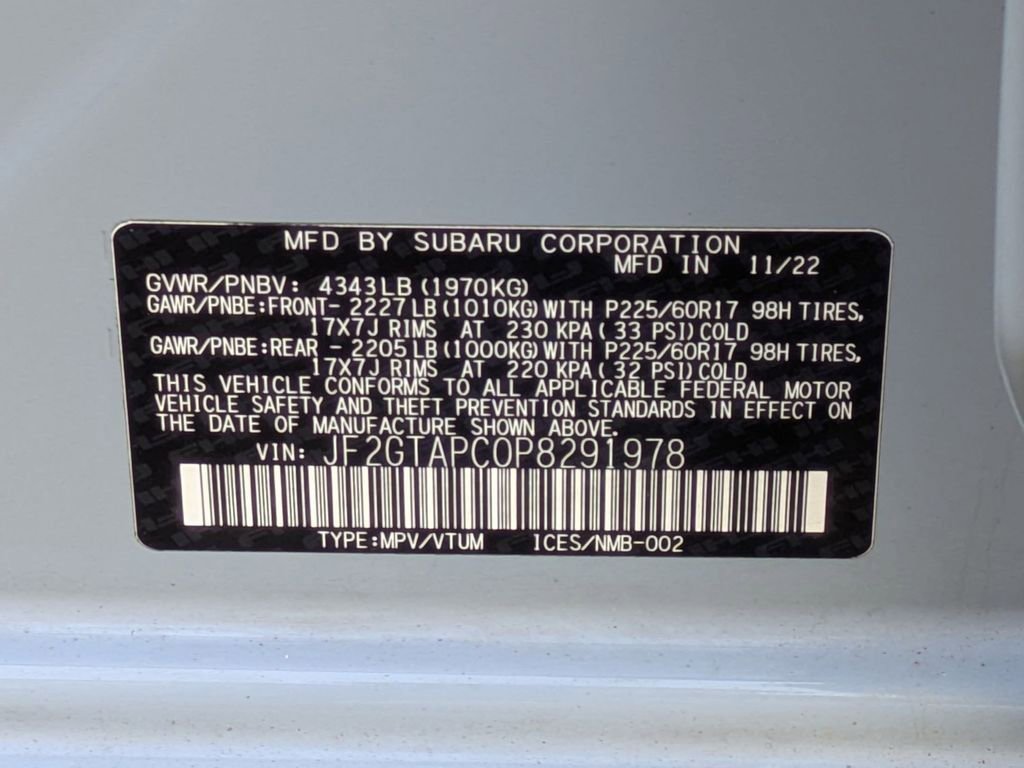 MFD BY SUBARU CORPORATION
MFD IN 11/22
GVWR/PNBV: 4343LB (1970KG)
GAWR/PNBE:FRONT- 2227LB (1010KG)WITH P225/60R17 98H TIRES,
17X7J RIMS AT 230 KPA( 33 PSI)COLD
GAWR/PNBE:REAR - 2205LB (1000KG)WITH P225/60R17 98H TIRES,
17X7J RIMS AT 220 KPA( 32 PSI)COLD
THIS VEHICLE CONFORMS TO ALL APPLICABLE FEDERAL MOTOR
VEHICLE SAFETY AND THEFT PREVENTION STANDARDS IN EFFECT ON
THE DATE OF MANUFACTURE SHOWN ABOVE.
VIN: JF2GTAPC0P8291978
TYPE:MPV/VTUM ICES/NMB-002